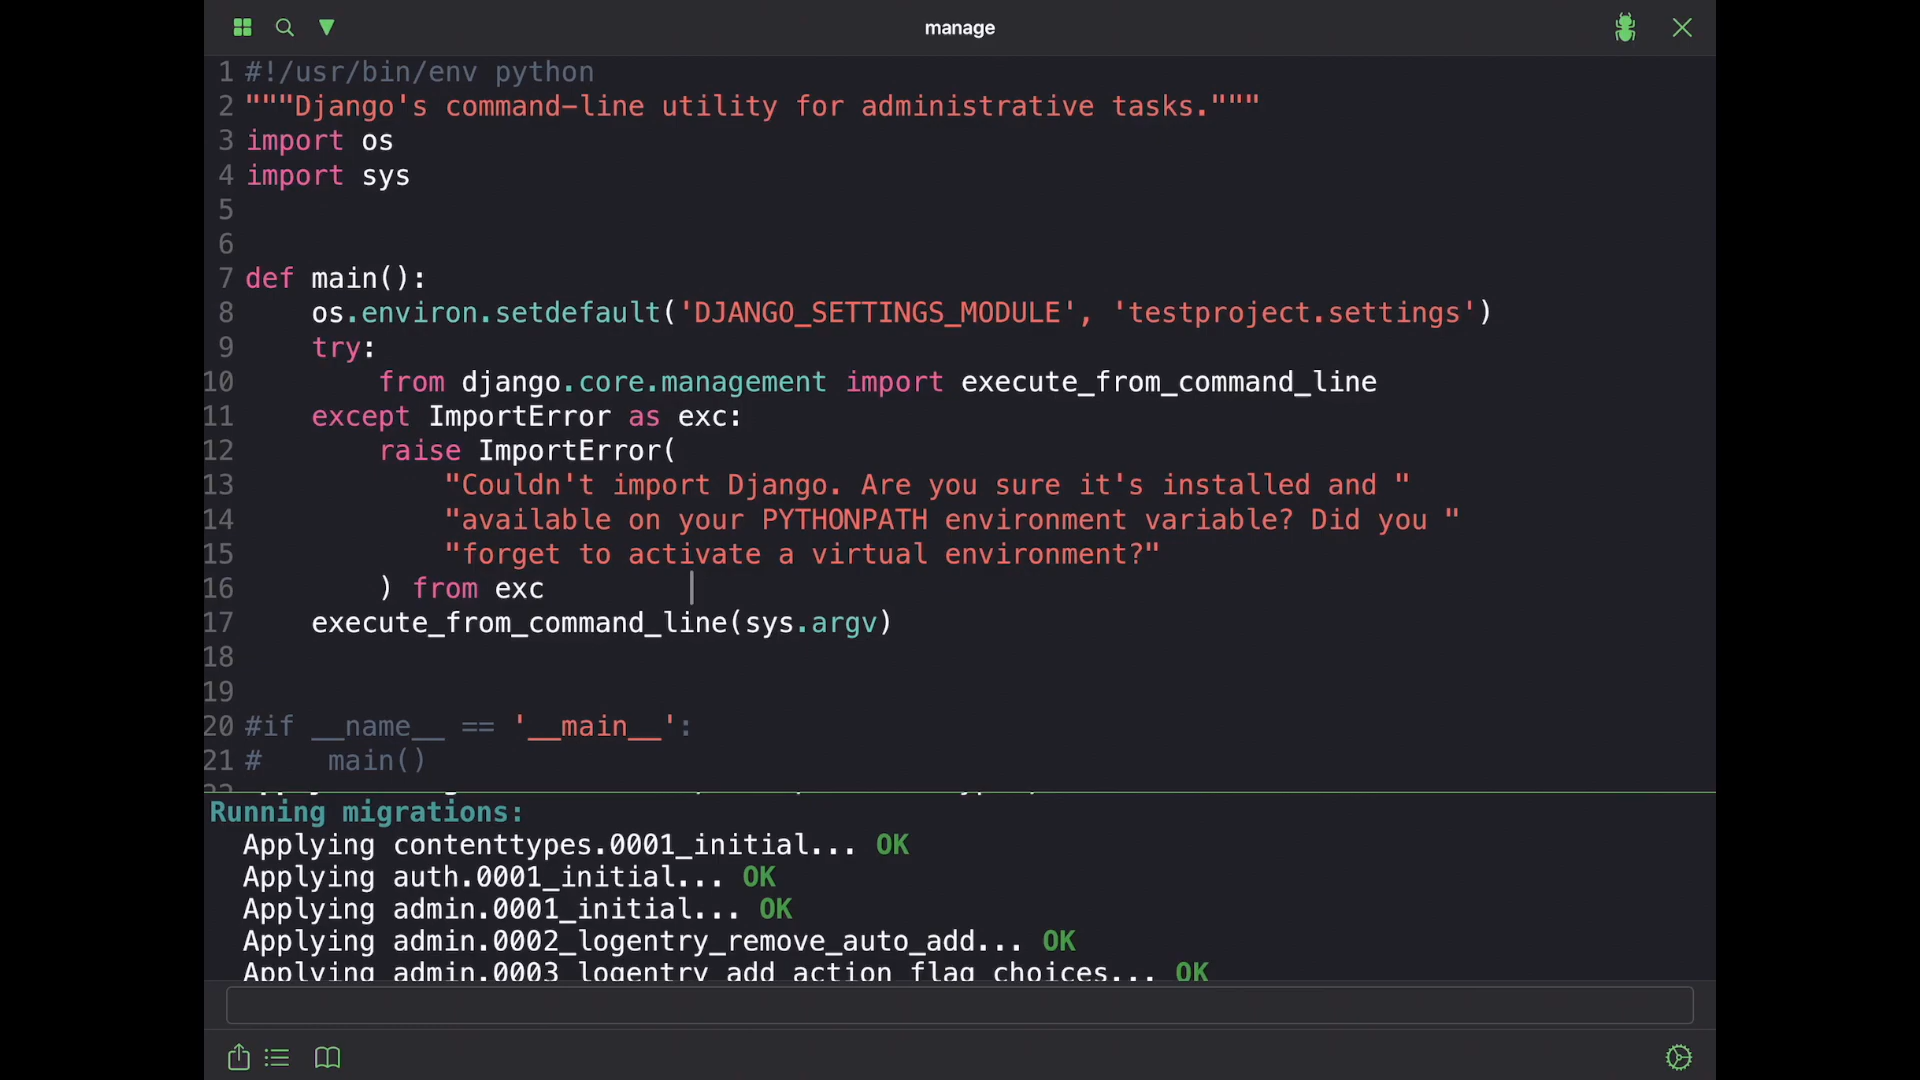 manage
1 #!/usr/bin/env python
2 """Django's command-line utility for administrative tasks."""
3 import os
4 import sys
5
6
7 def main():
8     os.environ.setdefault('DJANGO_SETTINGS_MODULE', 'testproject.settings')
9     try:
10         from django.core.management import execute_from_command_line
11     except ImportError as exc:
12         raise ImportError(
13             "Couldn't import Django. Are you sure it's installed and "
14             "available on your PYTHONPATH environment variable? Did you "
15             "forget to activate a virtual environment?"
16         ) from exc
17     execute_from_command_line(sys.argv)
18
19
20 #if __name__ == '__main__':
21 #    main()
Running migrations:
  Applying contenttypes.0001_initial... OK
  Applying auth.0001_initial... OK
  Applying admin.0001_initial... OK
  Applying admin.0002_logentry_remove_auto_add... OK
  Applying admin.0003_logentry_add_action_flag_choices... OK